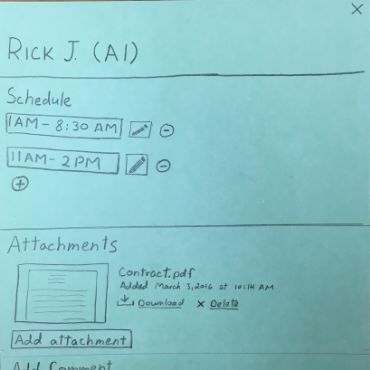 Rick J. (A1)
Schedule
1AM - 8:30 AM
11AM - 2PM
Attachments
Contract.pdf
Added March 3, 2016 at 10:14 AM
Download x Delete
Add attachment
Add Comment